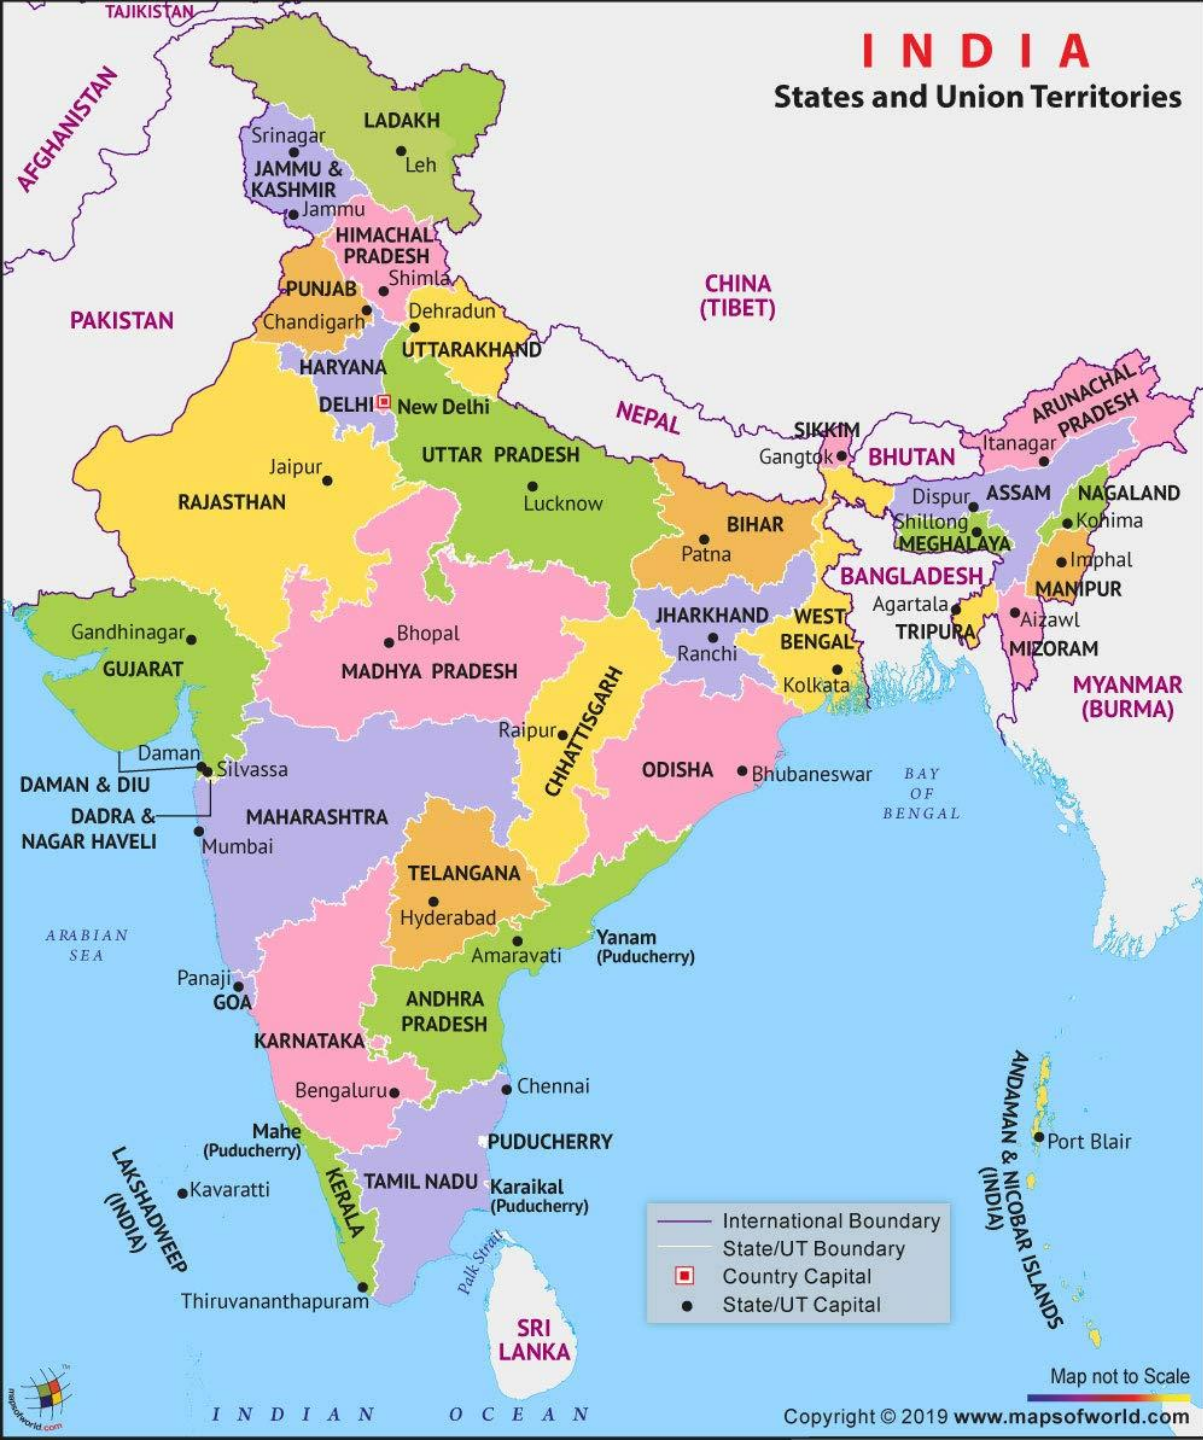 TAJIKISTAN
I N D I A
States and Union Territories
AFGHANISTAN
LADAKH
Srinagar
Leh
JAMMU &
KASHMIR
Jammu
HIMACHAL
PRADESH
Shimla
PUNJAB
CHINA
(TIBET)
PAKISTAN
Chandigarh
Dehradun
UTTARAKHAND
HARYANA
DELHI
New Delhi
NEPAL
ARUNACHAL
PRADESH
SIKKIM
Gangtok
BHUTAN
Itanagar
UTTAR PRADESH
Jaipur
RAJASTHAN
Lucknow
Dispur
ASSAM
NAGALAND
BIHAR
Patna
Shillong
Kohima
MEGHALAYA
Imphal
BANGLADESH
MANIPUR
JHARKHAND
WEST
BENGAL
Agartala
Aizawl
TRIPURA
Gandhinagar
Bhopal
Ranchi
MIZORAM
GUJARAT
MADHYA PRADESH
Kolkata
MYANMAR
(BURMA)
Raipur
CHHATTISGARH
Daman
Silvassa
ODISHA
Bhubaneswar
DAMAN & DIU
BAY
OF
BENGAL
DADRA &
NAGAR HAVELI
MAHARASHTRA
Mumbai
TELANGANA
Hyderabad
ARABIAN
SEA
Yanam
(Puducherry)
Amaravati
Panaji
GOA
ANDHRA
PRADESH
KARNATAKA
Bengaluru
Chennai
ANDAMAN & NICOBAR ISLANDS
(INDIA)
Port Blair
Mahe
(Puducherry)
PUDUCHERRY
LAKSHADWEEP
(INDIA)
Kavaratti
KERALA
TAMIL NADU
Karaikal
(Puducherry)
Palk Strait
Thiruvananthapuram
SRI
LANKA
International Boundary
State/UT Boundary
Country Capital
State/UT Capital
Map not to Scale
mapsofworld.com
TM
I N D I A N O C E A N
Copyright © 2019 www.mapsofworld.com